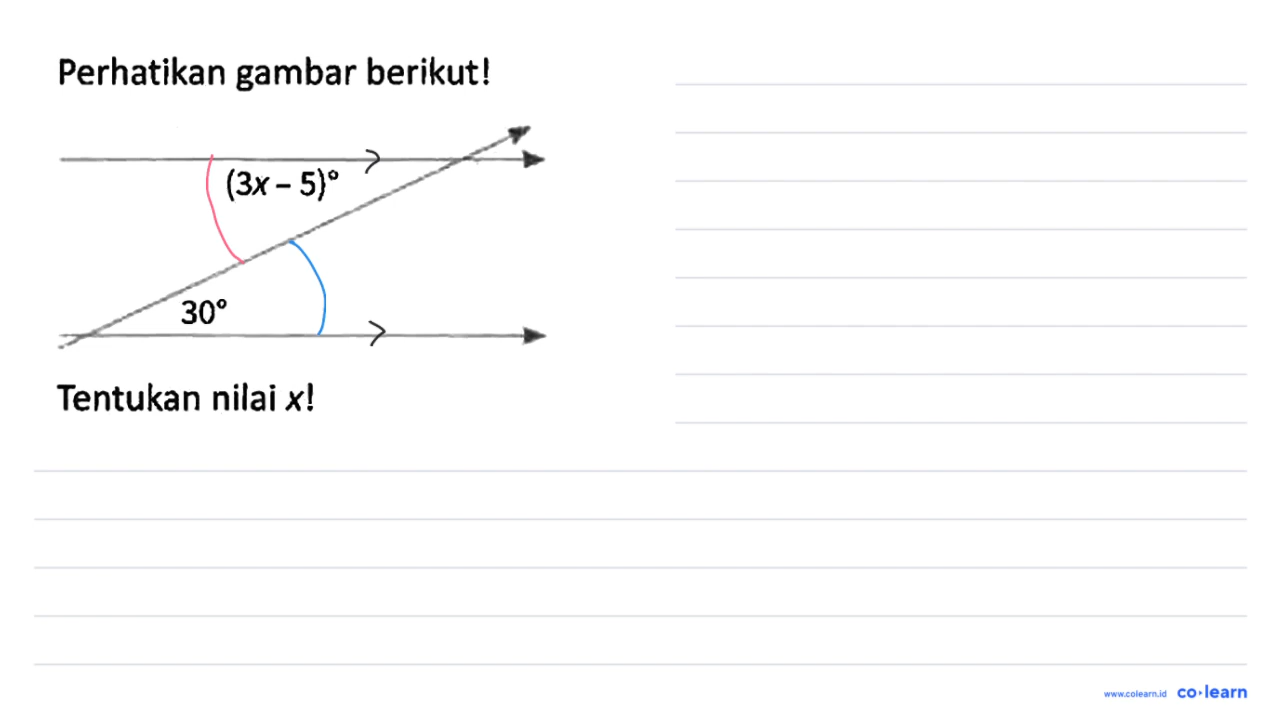 Perhatikan gambar berikut!
(3x – 5)°
30°
Tentukan nilai x!
www.colearn.id co·learn